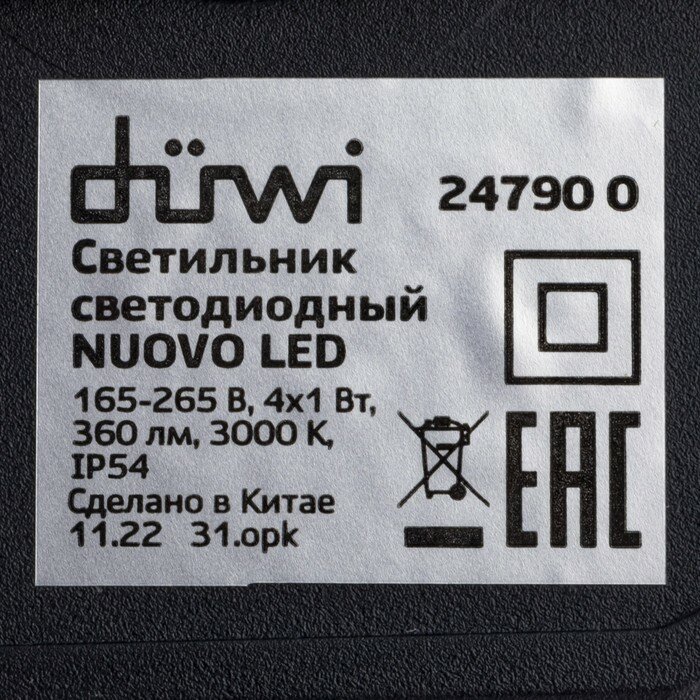 düwi
24790 0
Светильник
светодиодный
NUOVO LED
165-265 В, 4x1 Вт,
360 лм, 3000 К,
IP54
Сделано в Китае
11.22 31.opk
EAC